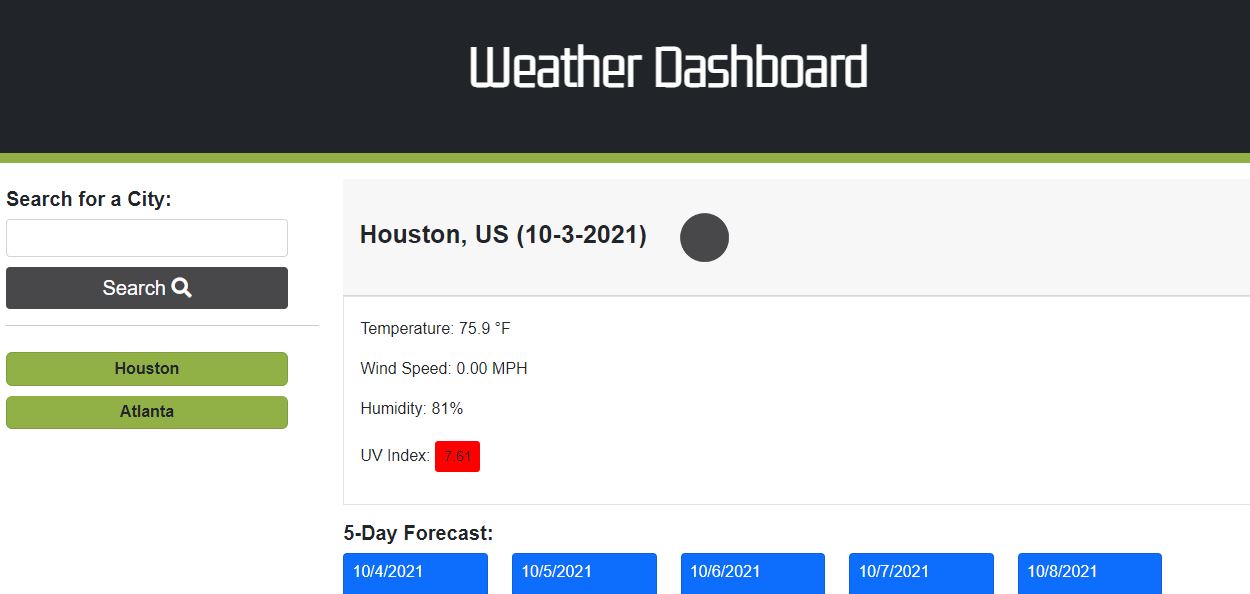 Weather Dashboard
Search for a City:
Search
Houston
Atlanta
Houston, US (10-3-2021)
Temperature: 75.9 °F
Wind Speed: 0.00 MPH
Humidity: 81%
UV Index: 7.61
5-Day Forecast:
10/4/2021 10/5/2021 10/6/2021 10/7/2021 10/8/2021